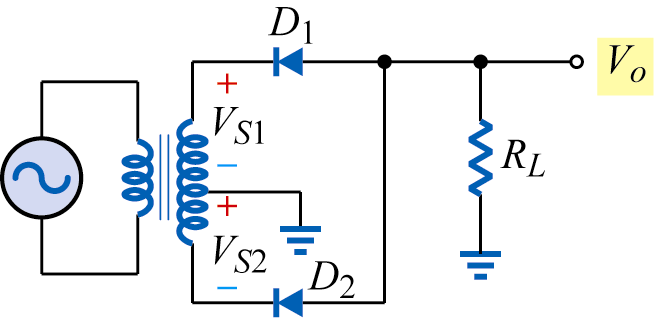 D1
+
VS1
−
Vo
RL
+
VS2
−
D2